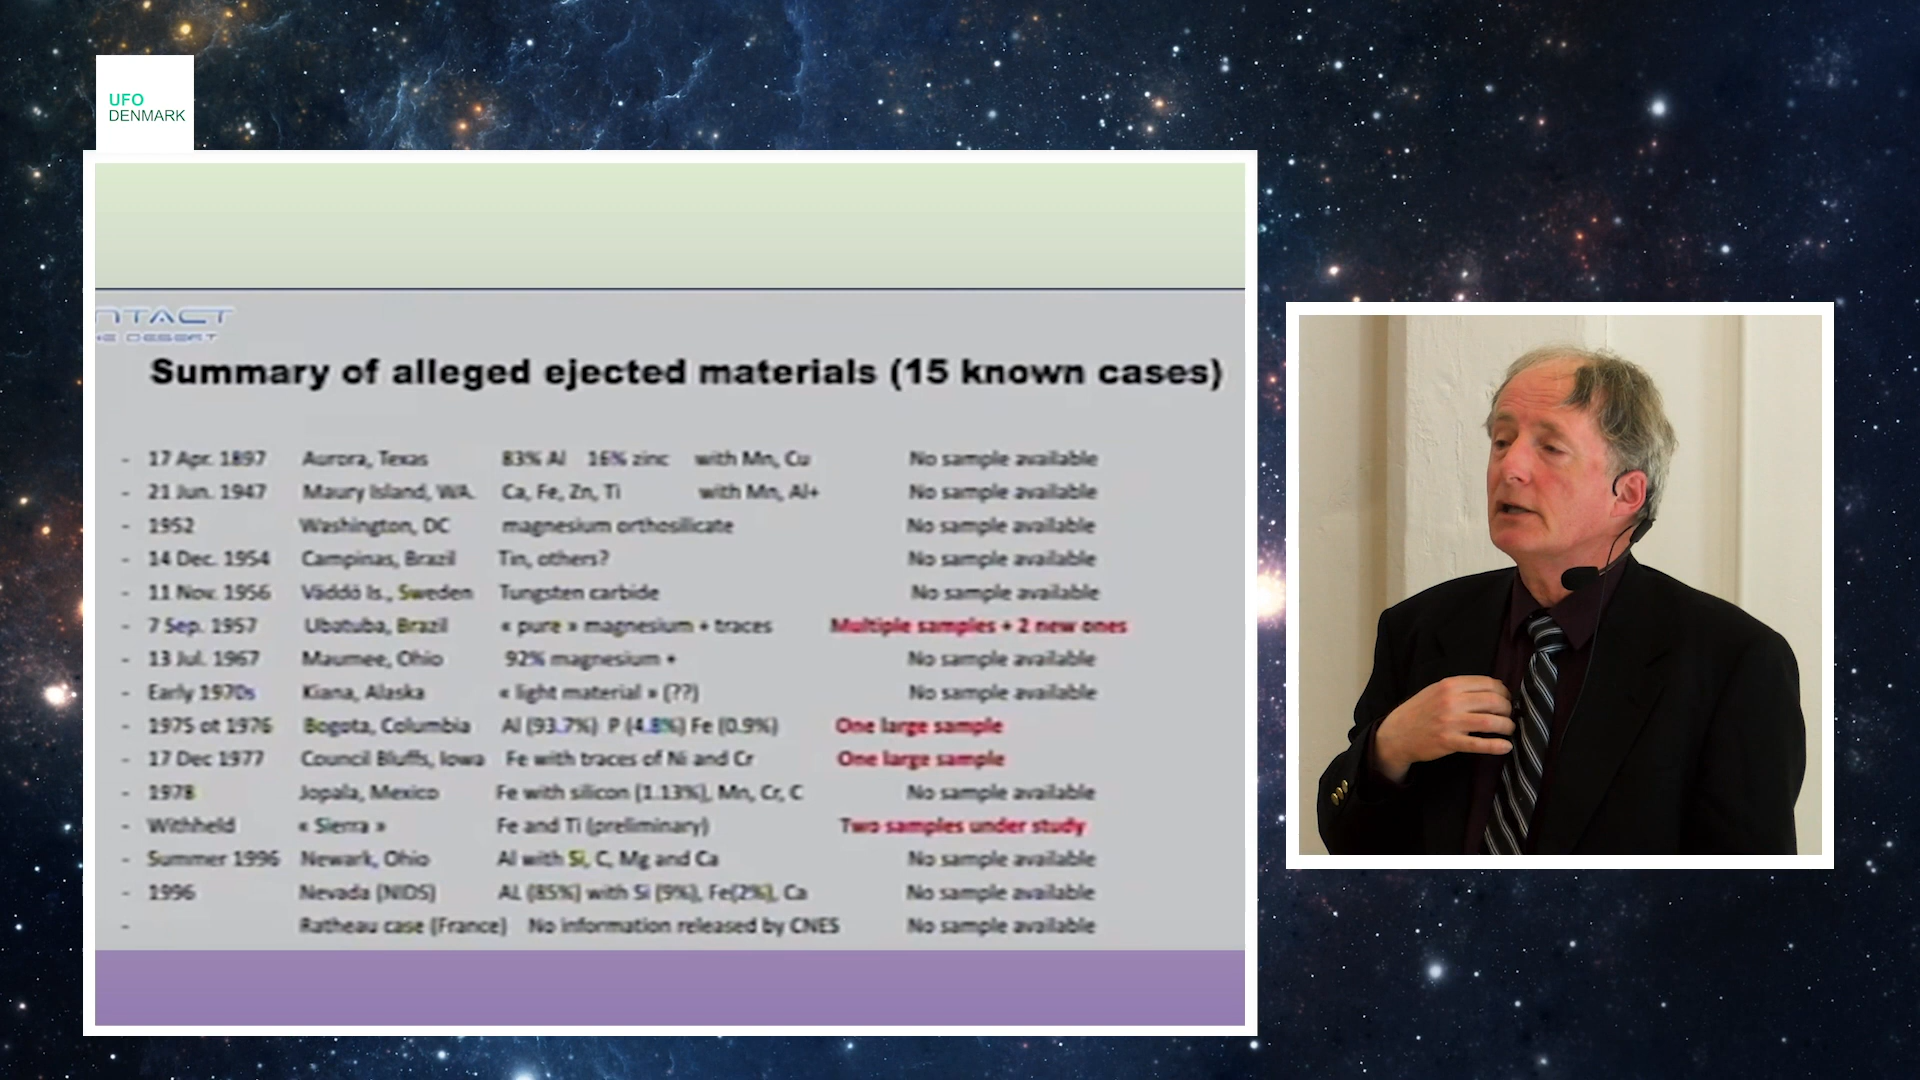 UFO
DENMARK
NTACT
HE DESERT
Summary of alleged ejected materials (15 known cases)
- 17 Apr. 1897 Aurora, Texas 83% Al 16% zinc with Mn, Cu No sample available
- 21 Jun. 1947 Maury Island, WA. Ca, Fe, Zn, Ti with Mn, Al+ No sample available
- 1952 Washington, DC magnesium orthosilicate No sample available
- 14 Dec. 1954 Campinas, Brazil Tin, others? No sample available
- 11 Nov. 1956 Väddö Is., Sweden Tungsten carbide No sample available
- 7 Sep. 1957 Ubatuba, Brazil « pure » magnesium + traces Multiple samples + 2 new ones
- 13 Jul. 1967 Maumee, Ohio 92% magnesium + No sample available
- Early 1970s Kiana, Alaska « light material » (??) No sample available
- 1975 ot 1976 Bogota, Columbia Al (93.7%) P (4.8%) Fe (0.9%) One large sample
- 17 Dec 1977 Council Bluffs, Iowa Fe with traces of Ni and Cr One large sample
- 1978 Jopala, Mexico Fe with silicon (1.13%), Mn, Cr, C No sample available
- Withheld « Sierra » Fe and Ti (preliminary) Two samples under study
- Summer 1996 Newark, Ohio Al with Si, C, Mg and Ca No sample available
- 1996 Nevada (NIDS) AL (85%) with Si (9%), Fe(2%), Ca No sample available
- Ratheau case (France) No information released by CNES No sample available